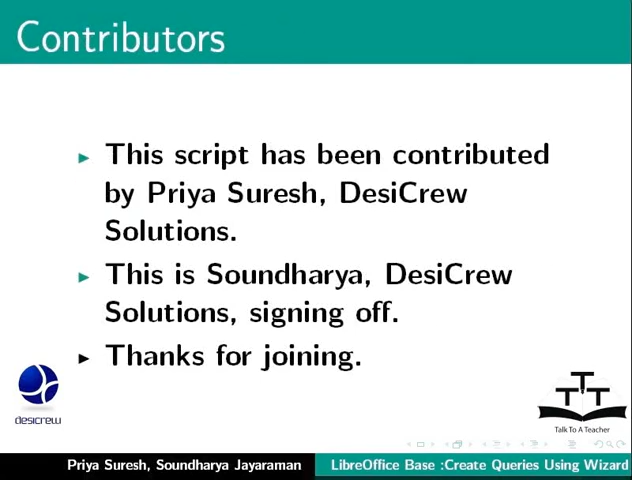 Contributors
This script has been contributed
by Priya Suresh, DesiCrew
Solutions.
This is Soundharya, DesiCrew
Solutions, signing off.
Thanks for joining.
desicrew
TTT
Talk To A Teacher
Priya Suresh, Soundharya Jayaraman
LibreOffice Base :Create Queries Using Wizard